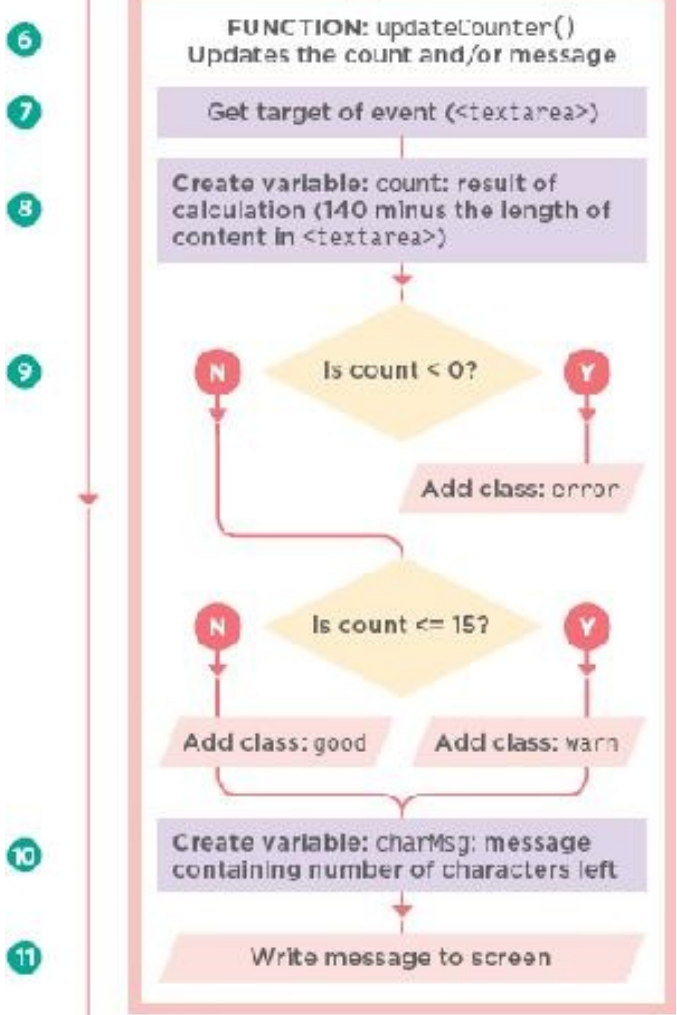 6
FUNCTION: updateCounter()
Updates the count and/or message
7
Get target of event (<textarea>)
8
Create variable: count: result of
calculation (140 minus the length of
content in <textarea>)
9
N
Is count < 0?
Y
Add class: error
N
Is count <= 15?
Y
Add class: good
Add class: warn
10
Create variable: charMsg: message
containing number of characters left
11
Write message to screen